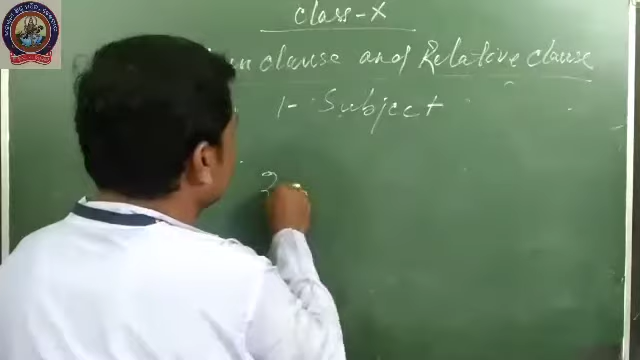 Class-X
clause and Relative clause
1- Subject
2-